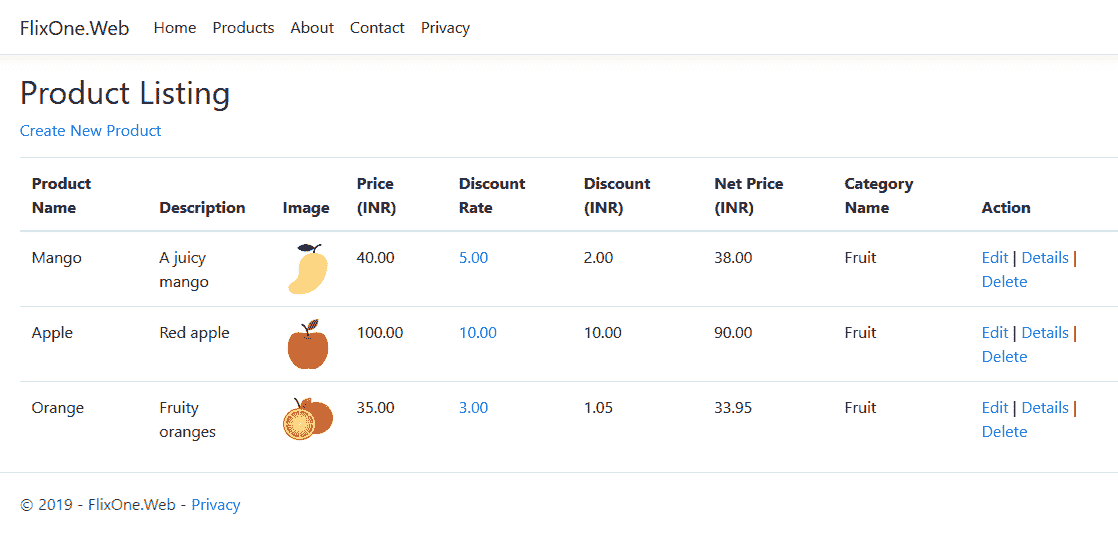 FlixOne.Web Home Products About Contact Privacy
Product Listing
Create New Product
Product Name Description Image Price (INR) Discount Rate Discount (INR) Net Price (INR) Category Name Action
Mango A juicy mango 40.00 5.00 2.00 38.00 Fruit Edit | Details | Delete
Apple Red apple 100.00 10.00 10.00 90.00 Fruit Edit | Details | Delete
Orange Fruity oranges 35.00 3.00 1.05 33.95 Fruit Edit | Details | Delete
© 2019 - FlixOne.Web - Privacy